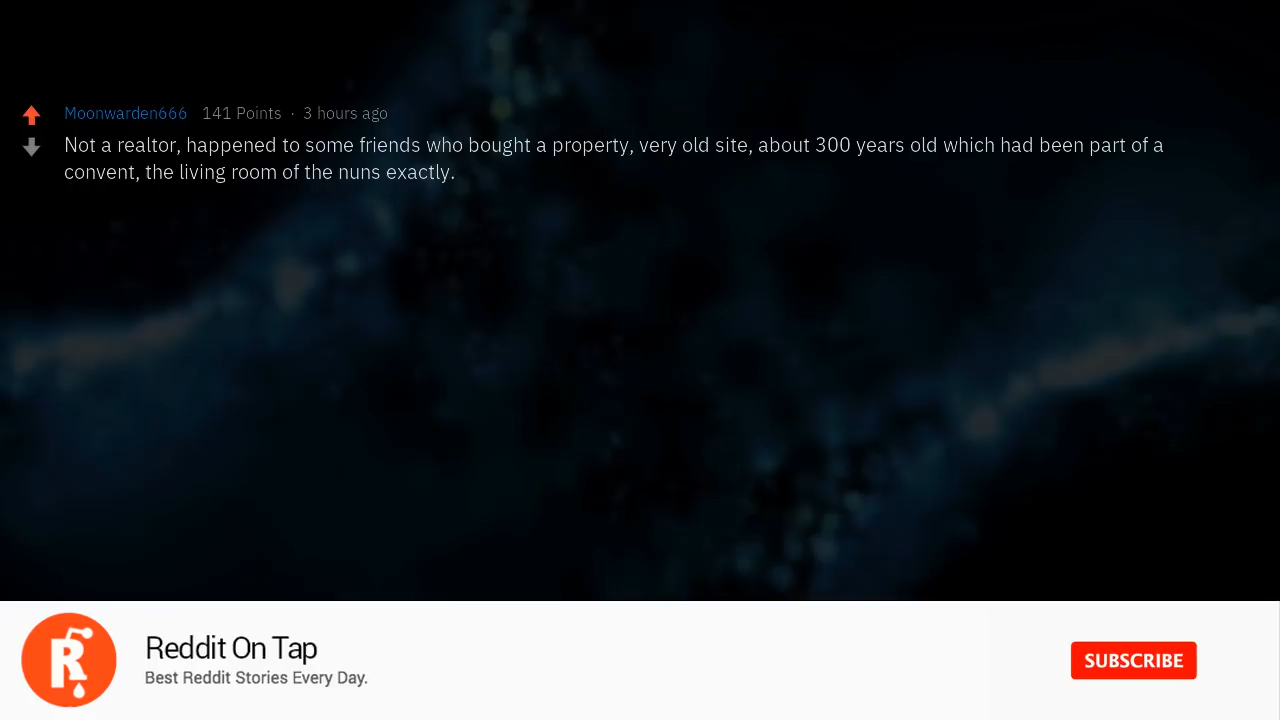 Moonwarden666 141 Points · 3 hours ago
Not a realtor, happened to some friends who bought a property, very old site, about 300 years old which had been part of a
convent, the living room of the nuns exactly.
Reddit On Tap
Best Reddit Stories Every Day.
SUBSCRIBE